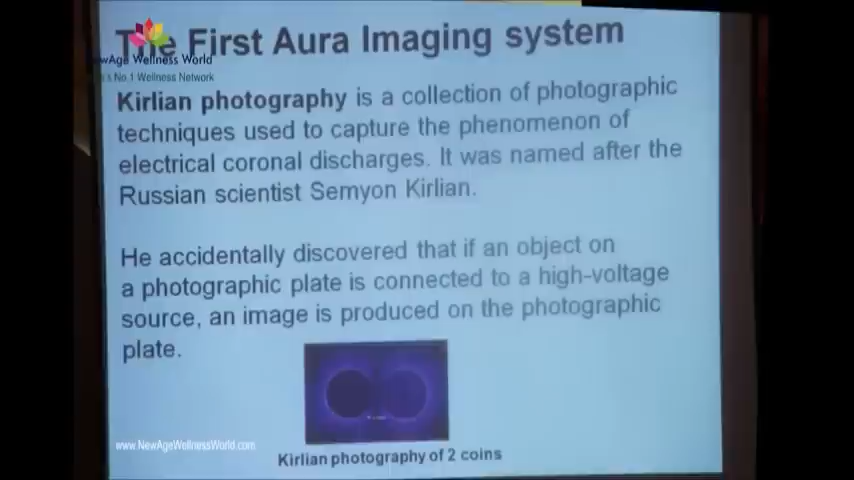 The First Aura Imaging system
NewAge Wellness World
's No.1 Wellness Network
Kirlian photography is a collection of photographic
techniques used to capture the phenomenon of
electrical coronal discharges. It was named after the
Russian scientist Semyon Kirlian.
He accidentally discovered that if an object on
a photographic plate is connected to a high-voltage
source, an image is produced on the photographic
plate.
www.NewAgeWellnessWorld.com
Kirlian photography of 2 coins